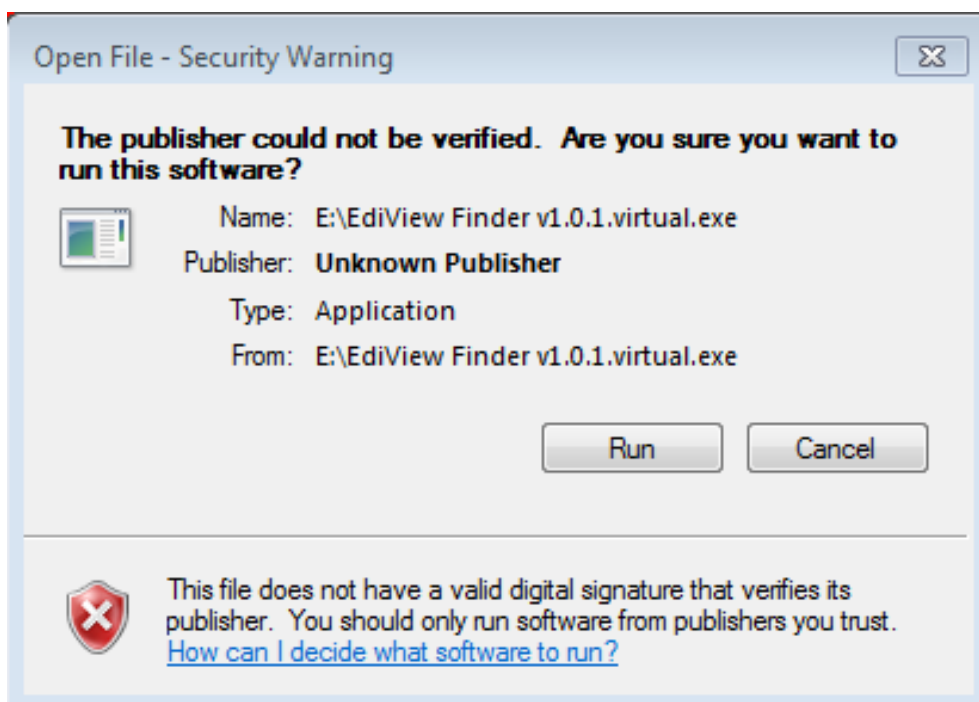 Open File - Security Warning
The publisher could not be verified. Are you sure you want to
run this software?
Name: E:\EdiView Finder v1.0.1.virtual.exe
Publisher: Unknown Publisher
Type: Application
From: E:\EdiView Finder v1.0.1.virtual.exe
Run Cancel
This file does not have a valid digital signature that verifies its
publisher. You should only run software from publishers you trust.
How can I decide what software to run?